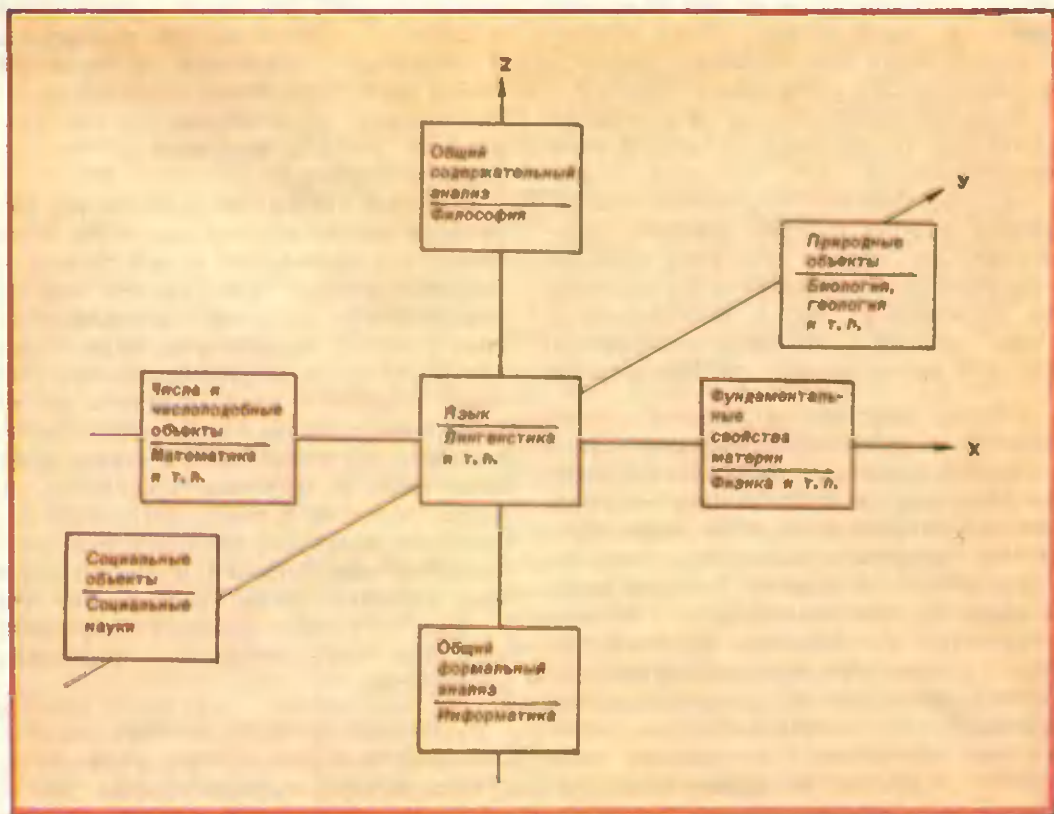 Z
Общий
содержательный
анализ
Философия
У
Природные
объекты
Биология,
геология
и т.п.
Числа и
числоподобные
объекты
Математика
и т.п.
Язык
Лингвистика
и т.п.
Фундаменталь-
ные
свойства
материи
Физика и т.п.
X
Социальные
объекты
Социальные
науки
Общий
формальный
анализ
Информатика